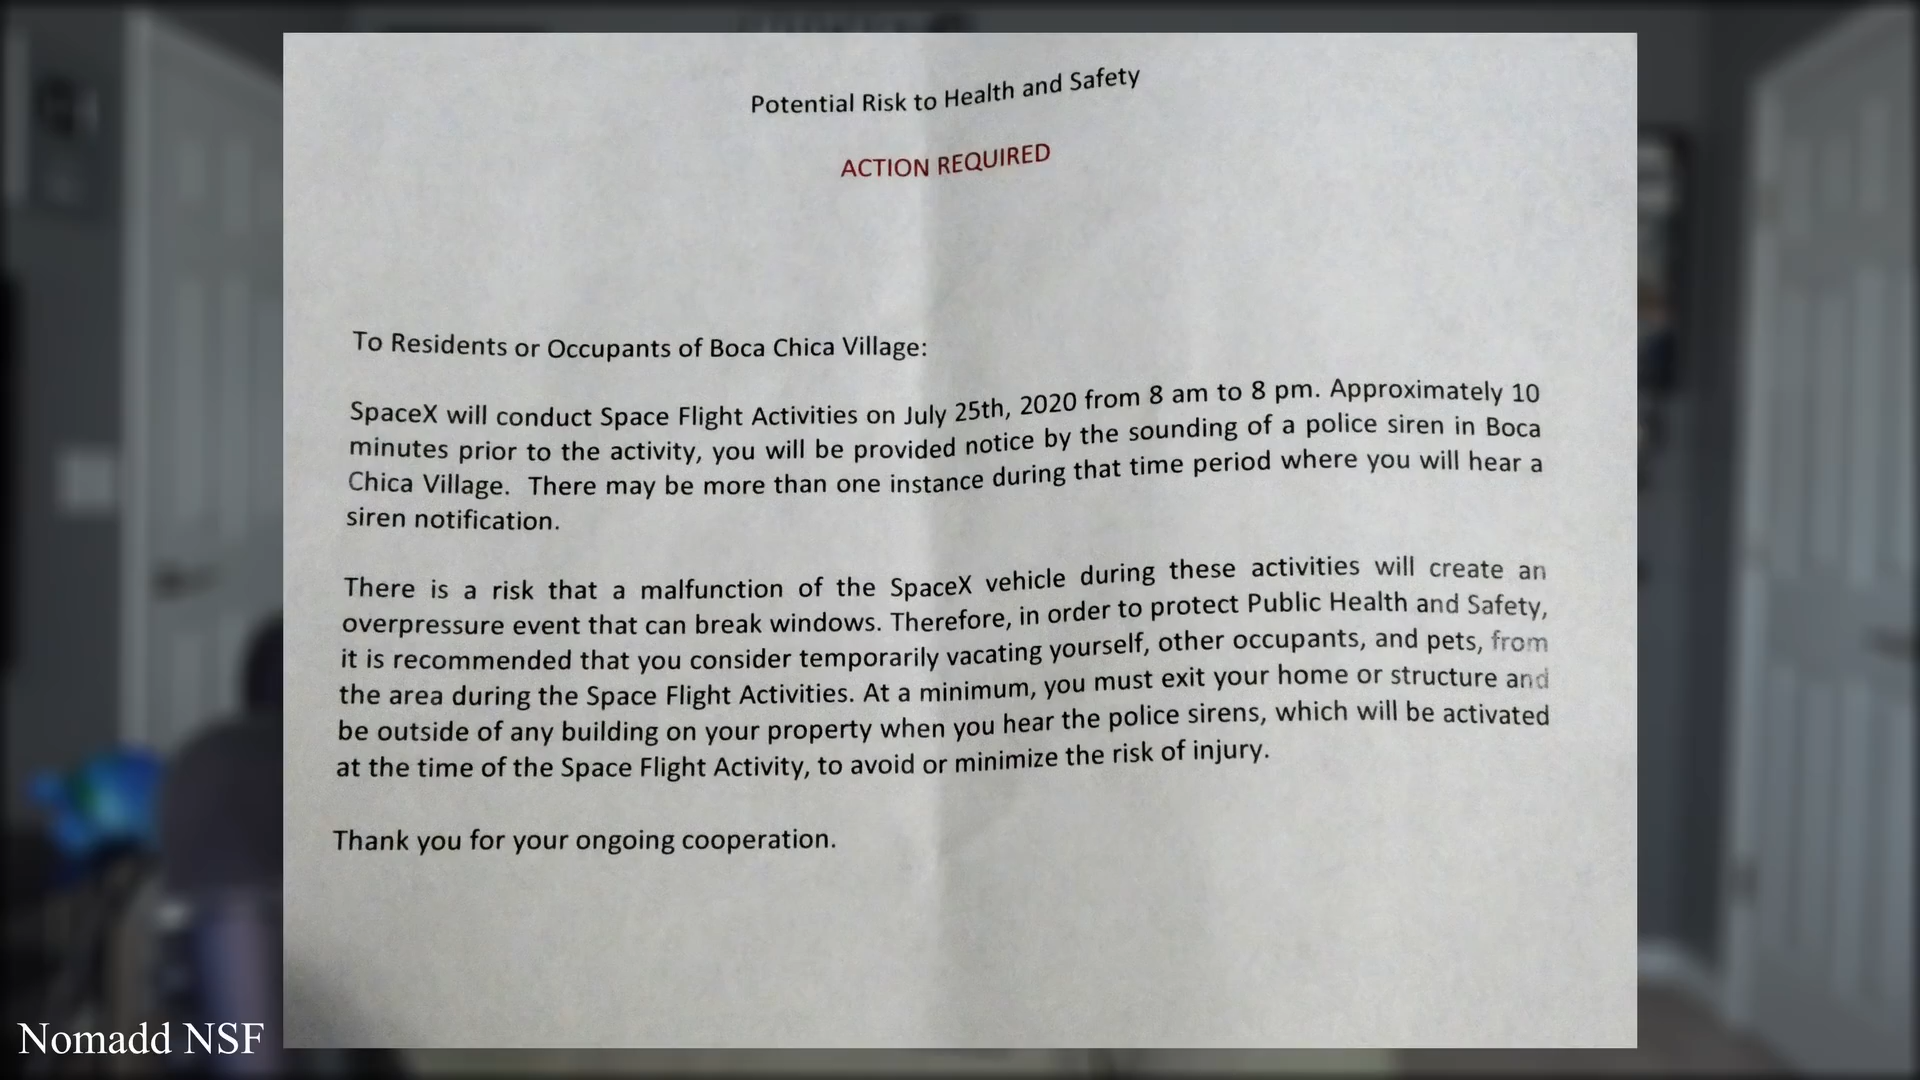 Potential Risk to Health and Safety
ACTION REQUIRED
To Residents or Occupants of Boca Chica Village:
SpaceX will conduct Space Flight Activities on July 25th, 2020 from 8 am to 8 pm. Approximately 10
minutes prior to the activity, you will be provided notice by the sounding of a police siren in Boca
Chica Village. There may be more than one instance during that time period where you will hear a
siren notification.
There is a risk that a malfunction of the SpaceX vehicle during these activities will create an
overpressure event that can break windows. Therefore, in order to protect Public Health and Safety,
it is recommended that you consider temporarily vacating yourself, other occupants, and pets, from
the area during the Space Flight Activities. At a minimum, you must exit your home or structure and
be outside of any building on your property when you hear the police sirens, which will be activated
at the time of the Space Flight Activity, to avoid or minimize the risk of injury.
Thank you for your ongoing cooperation.
Nomadd NSF